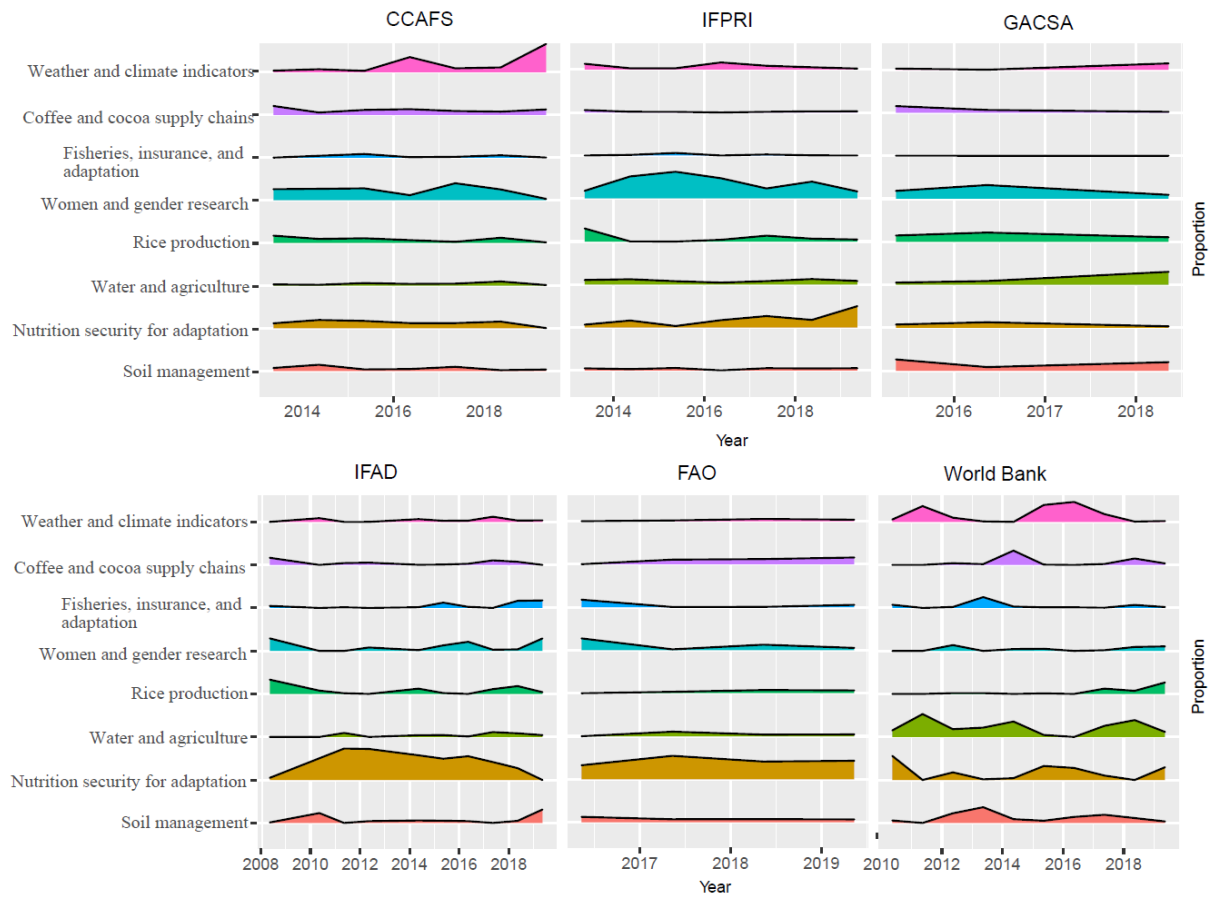 CCAFS IFPRI GACSA
Weather and climate indicators
Coffee and cocoa supply chains
Fisheries, insurance, and
adaptation
Women and gender research
Rice production
Water and agriculture
Nutrition security for adaptation
Soil management
Proportion
2014 2016 2018 2014 2016 2018 2016 2017 2018
Year
IFAD FAO World Bank
Weather and climate indicators
Coffee and cocoa supply chains
Fisheries, insurance, and
adaptation
Women and gender research
Rice production
Water and agriculture
Nutrition security for adaptation
Soil management
Proportion
2008 2010 2012 2014 2016 2018 2017 2018 2019 2010 2012 2014 2016 2018
Year